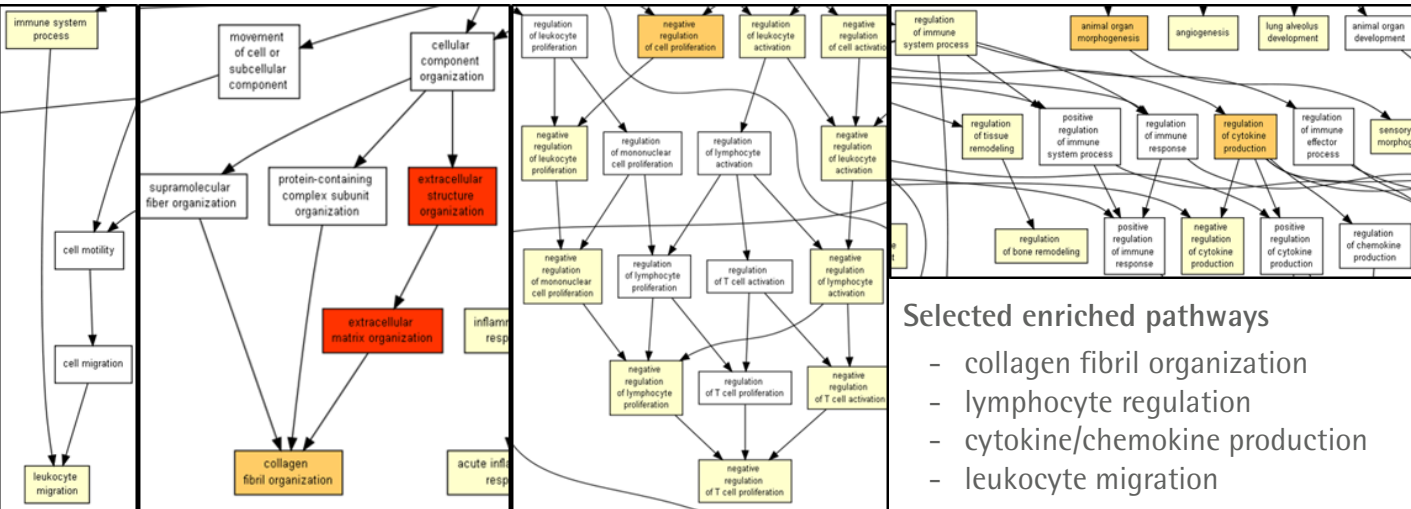 immune system
process
cell motility
cell migration
leukocyte
migration
movement
of cell or
subcellular
component
cellular
component
organization
supramolecular
fiber organization
protein-containing
complex subunit
organization
extracellular
structure
organization
extracellular
matrix organization
inflam
resp
collagen
fibril organization
acute infla
resp
regulation
of leukocyte
proliferation
negative
regulation
of cell proliferation
regulation
of leukocyte
activation
negative
regulation
of cell activatio
negative
regulation
of leukocyte
proliferation
regulation
of mononuclear
cell proliferation
regulation
of lymphocyte
activation
negative
regulation
of leukocyte
activation
negative
regulation
of mononuclear
cell proliferation
regulation
of lymphocyte
proliferation
regulation
of T cell activation
negative
regulation
of lymphocyte
activation
negative
regulation
of lymphocyte
proliferation
regulation
of T cell proliferation
negative
regulation
of T cell activation
negative
regulation
of T cell proliferation
regulation
of immune
system process
animal organ
morphogenesis
angiogenesis
lung alveolus
development
animal organ
development
regulation
of tissue
remodeling
positive
regulation
of immune
system process
regulation
of immune
response
regulation
of cytokine
production
regulation
of immune
effector
process
sensory
morphog
regulation
of bone remodeling
positive
regulation
of immune
response
negative
regulation
of cytokine
production
positive
regulation
of cytokine
production
regulation
of chemokine
production
Selected enriched pathways
- collagen fibril organization
- lymphocyte regulation
- cytokine/chemokine production
- leukocyte migration